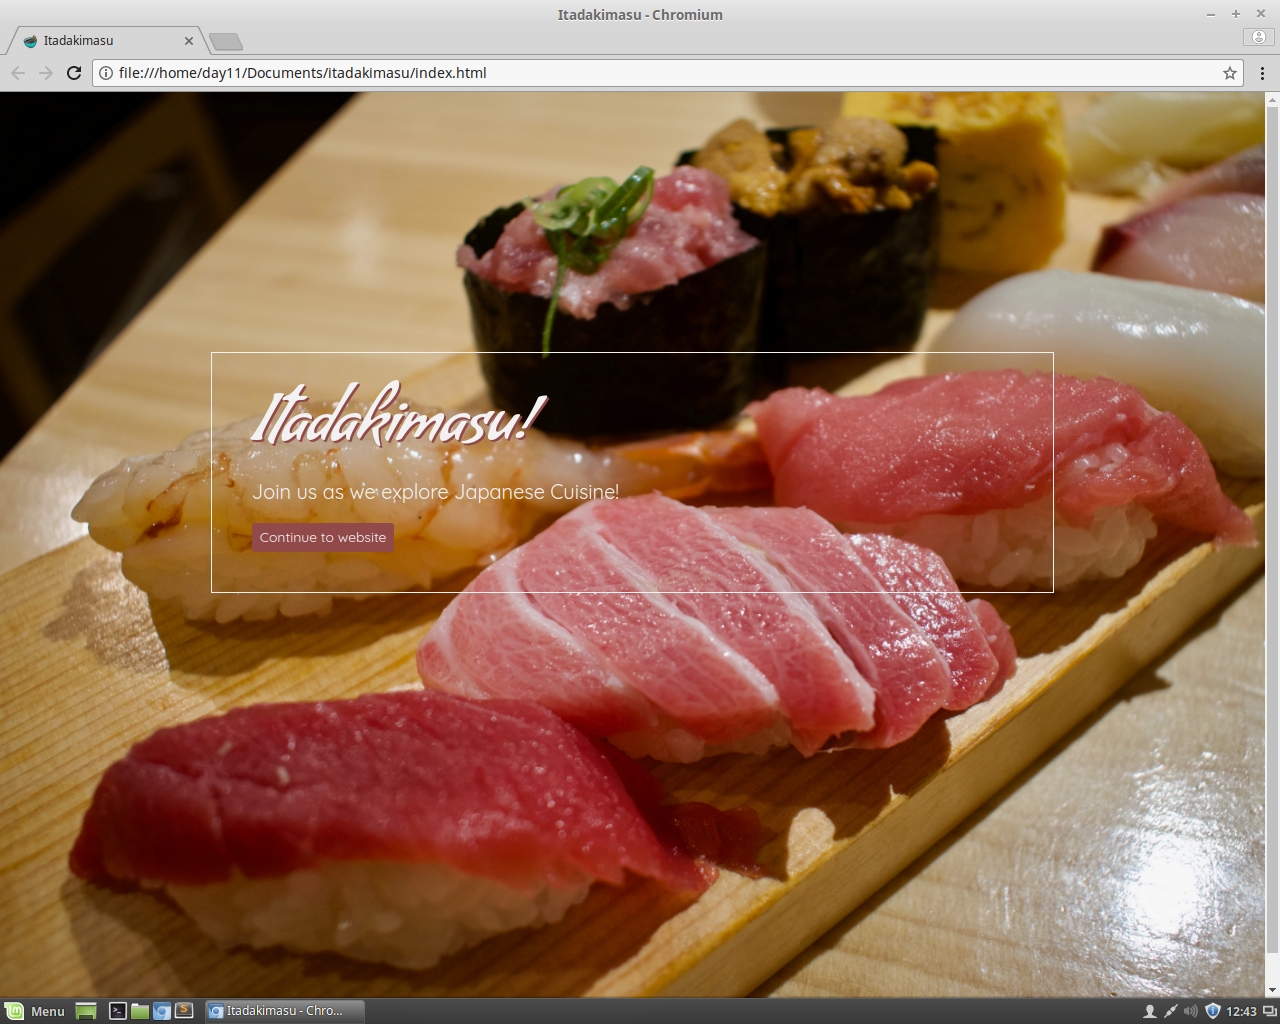 Itadakimasu - Chromium
Itadakimasu
file:///home/day11/Documents/itadakimasu/index.html
Itadakimasu!
Join us as we explore Japanese Cuisine!
Continue to website
Menu
Itadakimasu - Chro...
12:43